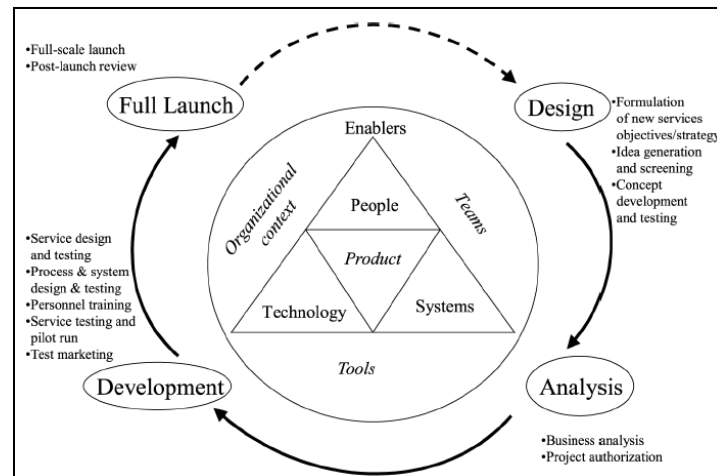 •Full-scale launch
•Post-launch review
Full Launch
Design
•Formulation
of new services
objectives/strategy
•Idea generation
and screening
•Concept
development
and testing
Enablers
Organizational
context
Teams
People
Product
Technology
Systems
Tools
•Service design
and testing
•Process & system
design & testing
•Personnel training
•Service testing and
pilot run
•Test marketing
Development
Analysis
•Business analysis
•Project authorization